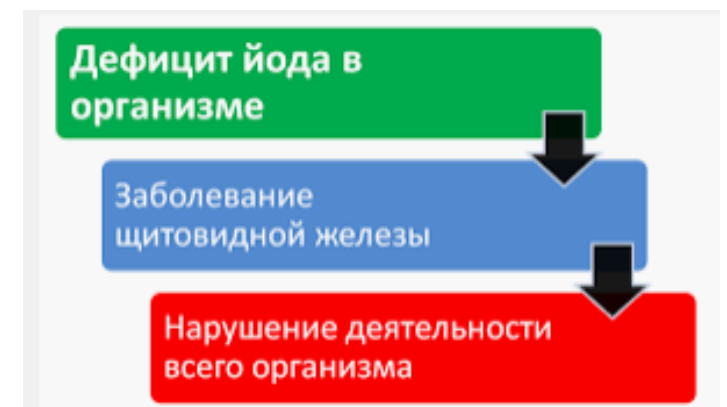 Дефицит йода в
организме
Заболевание
щитовидной железы
Нарушение деятельности
всего организма